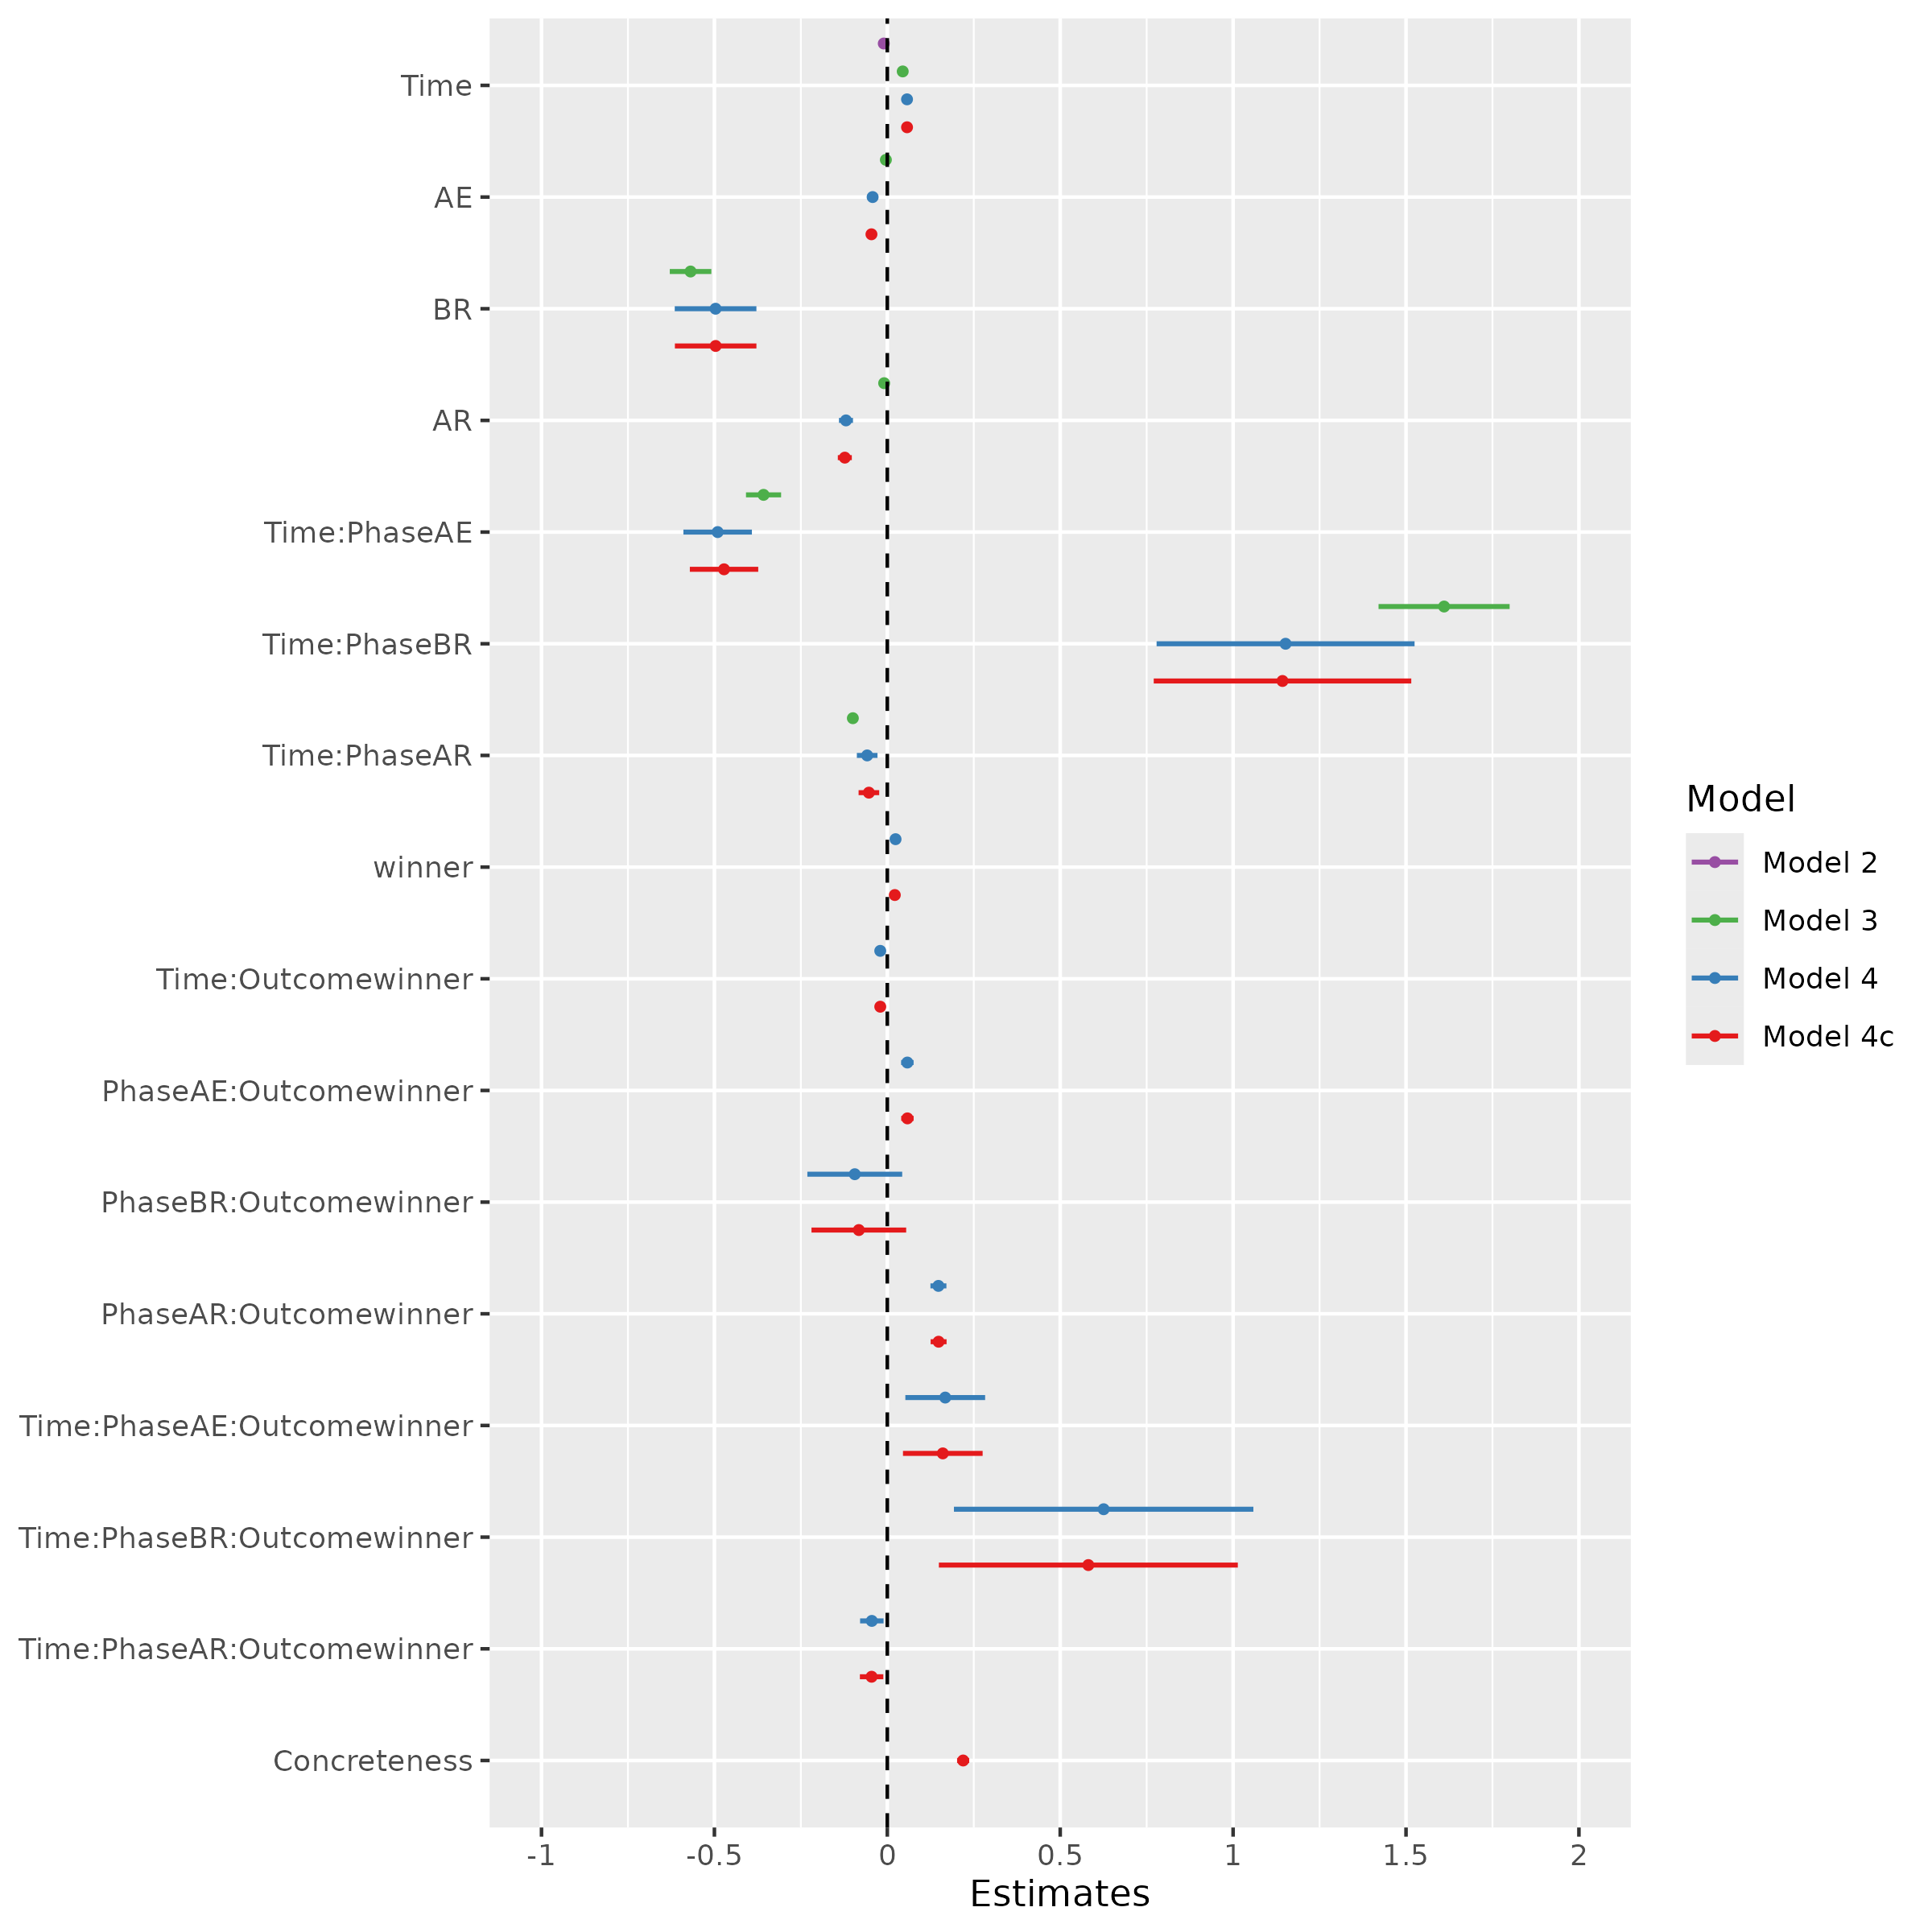 Time
AE
BR
AR
Time:PhaseAE
Time:PhaseBR
Time:PhaseAR
winner
Time:Outcomewinner
PhaseAE:Outcomewinner
PhaseBR:Outcomewinner
PhaseAR:Outcomewinner
Time:PhaseAE:Outcomewinner
Time:PhaseBR:Outcomewinner
Time:PhaseAR:Outcomewinner
Concreteness
-1 -0.5 0 0.5 1 1.5 2
Estimates
Model
Model 2
Model 3
Model 4
Model 4c